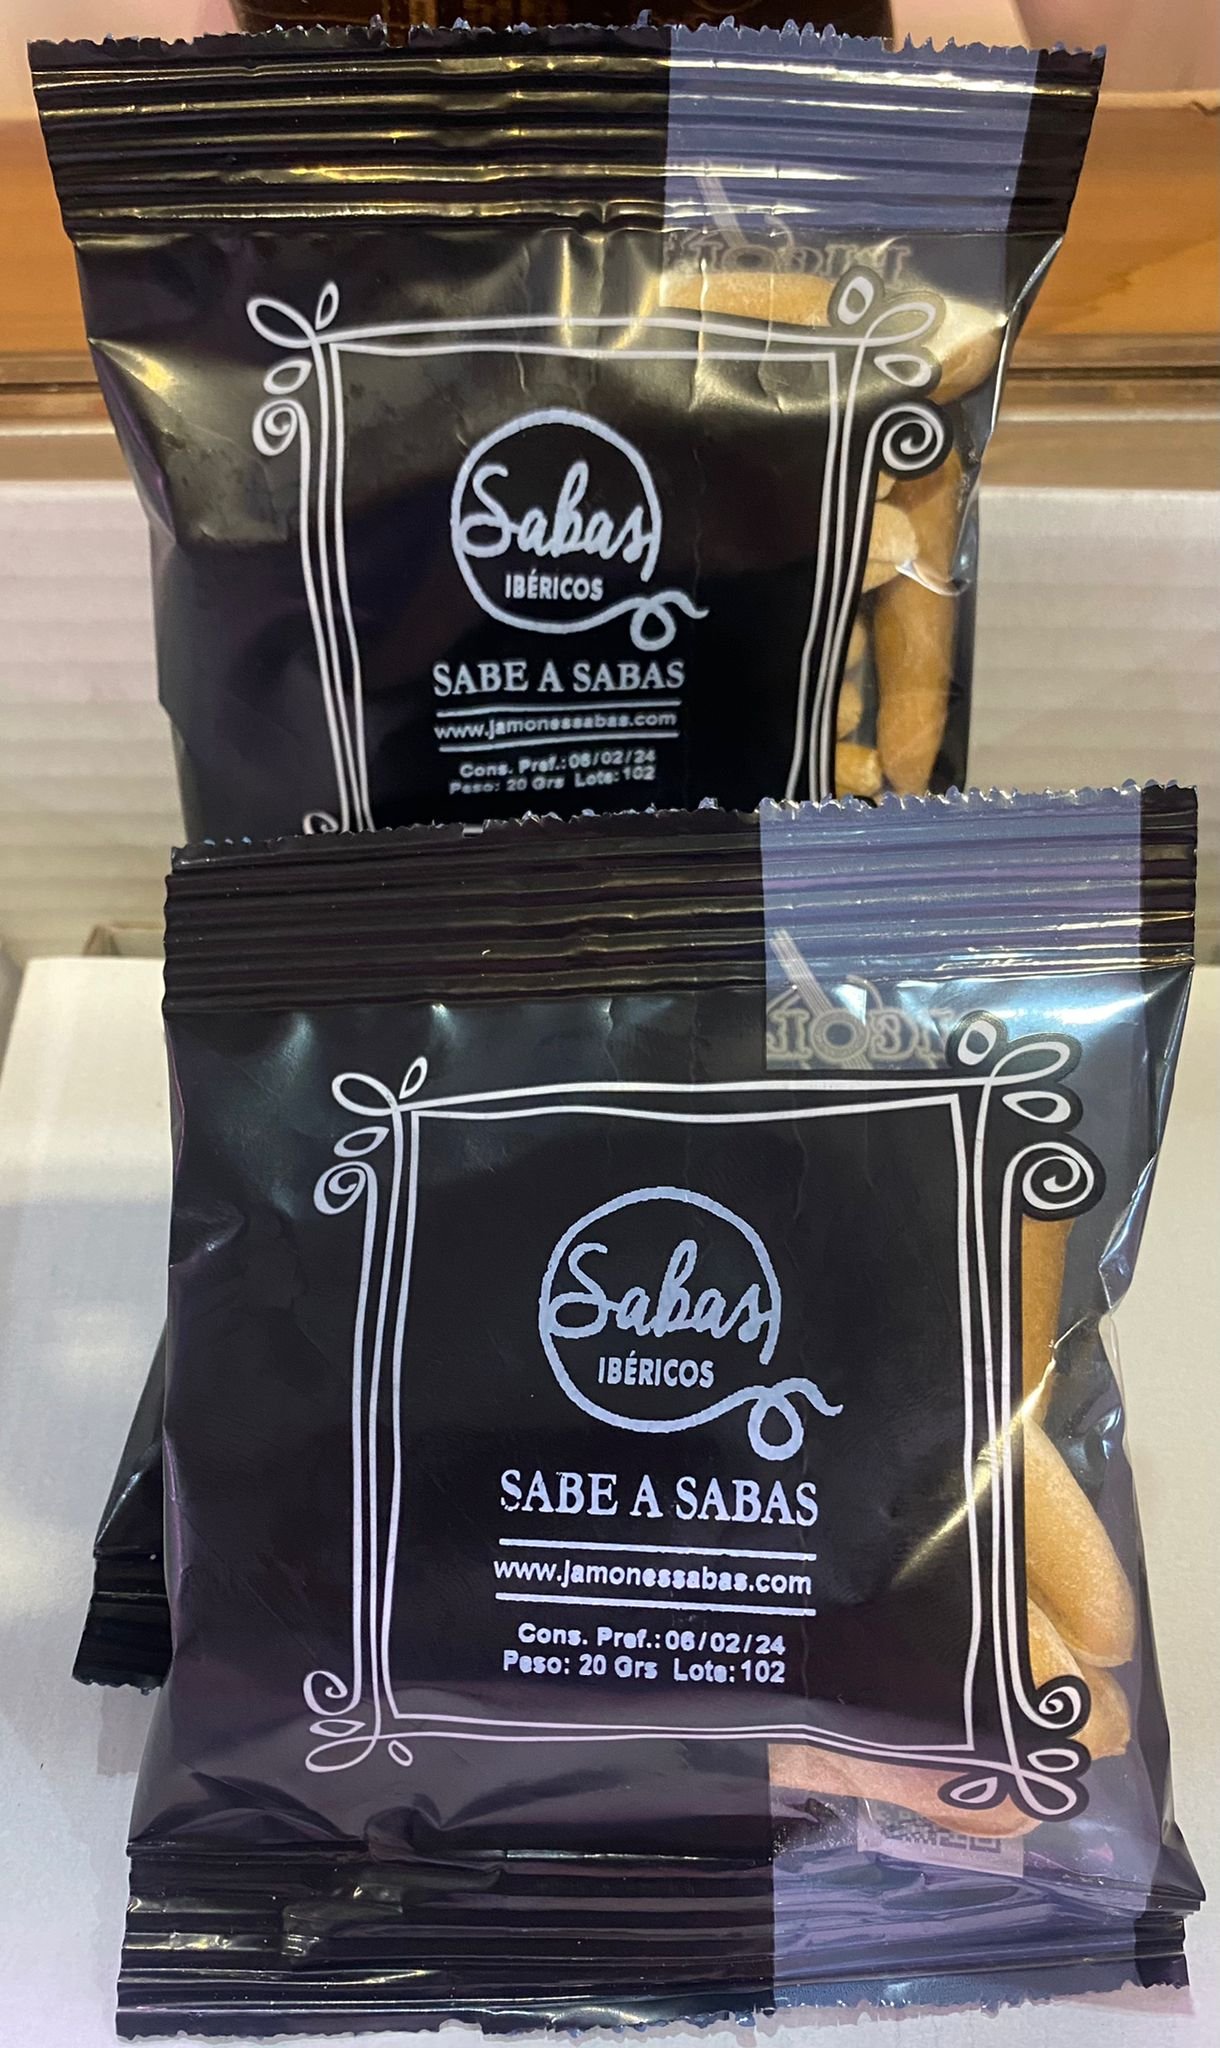 Sabas
IBÉRICOS
SABE A SABAS
www.jamonessabas.com
Cons. Pref.: 06/02/24
Peso: 20 Grs Lote: 102
Sabas
IBÉRICOS
SABE A SABAS
www.jamonessabas.com
Cons. Pref.: 06/02/24
Peso: 20 Grs Lote: 102